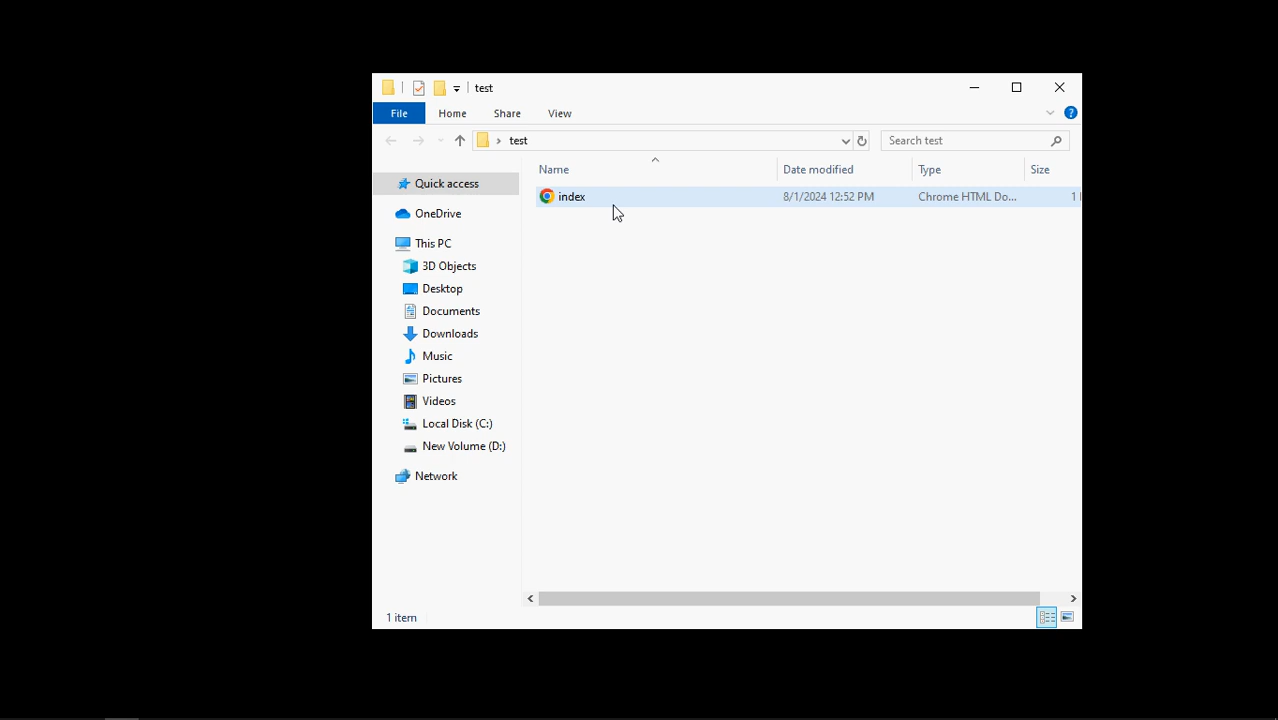 test
File Home Share View
› test
Search test
Name Date modified Type Size
index 8/1/2024 12:52 PM Chrome HTML Do... 1
Quick access
OneDrive
This PC
3D Objects
Desktop
Documents
Downloads
Music
Pictures
Videos
Local Disk (C:)
New Volume (D:)
Network
1 item